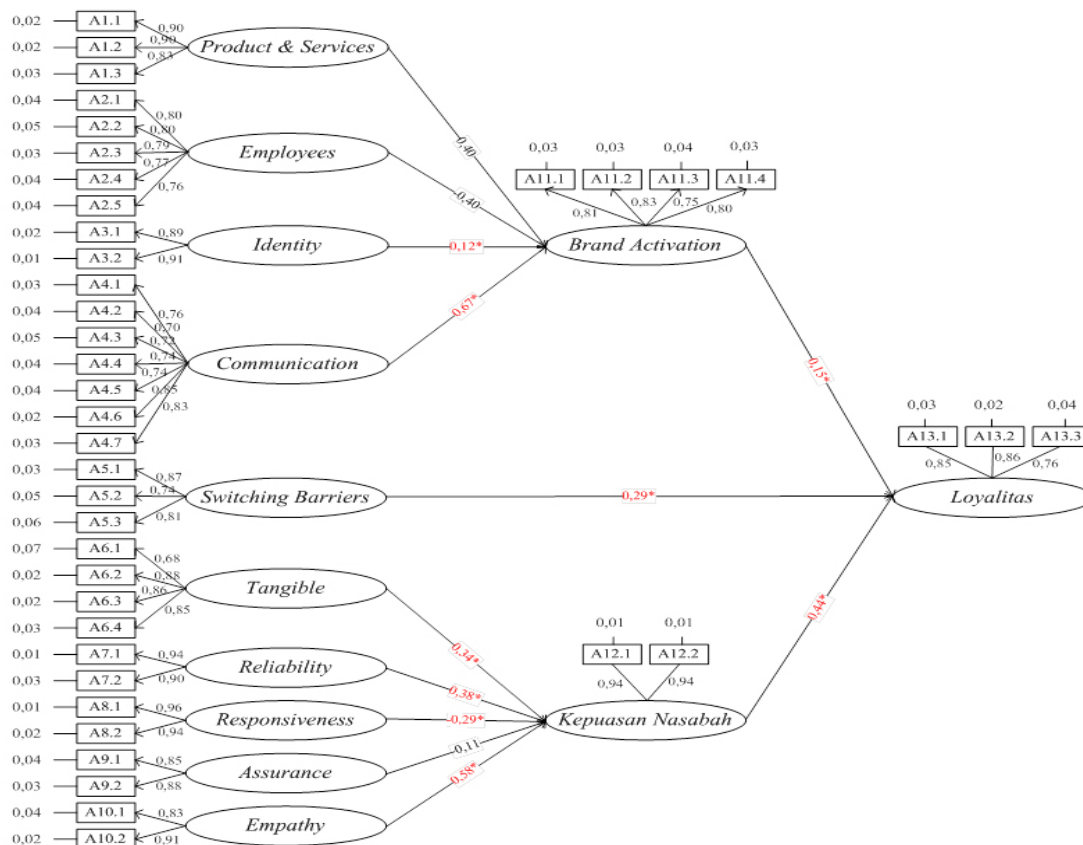 0,02 A1.1 0,90
0,02 A1.2 0,90 Product & Services
0,03 A1.3 0,83
0,04 A2.1 0,80
0,05 A2.2 0,80
0,03 A2.3 0,79 Employees
0,04 A2.4 0,77
0,04 A2.5 0,76
0,02 A3.1 0,89 Identity
0,01 A3.2 0,91
0,03 A4.1 0,76
0,04 A4.2 0,70
0,05 A4.3 0,72
0,04 A4.4 0,74 Communication
0,04 A4.5 0,74
0,02 A4.6 0,85
0,03 A4.7 0,83
0,03 A5.1 0,87
0,05 A5.2 0,74 Switching Barriers
0,06 A5.3 0,81
0,07 A6.1 0,68
0,02 A6.2 0,88 Tangible
0,02 A6.3 0,86
0,03 A6.4 0,85
0,01 A7.1 0,94 Reliability
0,03 A7.2 0,90
0,01 A8.1 0,96 Responsiveness
0,02 A8.2 0,94
0,04 A9.1 0,85 Assurance
0,03 A9.2 0,88
0,04 A10.1 0,83 Empathy
0,02 A10.2 0,91
0,40
-0,40
0,12*
0,67*
0,03 0,03 0,04 0,03
A11.1 A11.2 A11.3 A11.4
0,81 0,83 0,75 0,80
Brand Activation
0,15*
0,29*
0,34*
0,38*
-0,29*
-0,11
0,58*
0,01 0,01
A12.1 A12.2
0,94 0,94
Kepuasan Nasabah
0,44*
0,03 0,02 0,04
A13.1 A13.2 A13.3
0,85 0,86 0,76
Loyalitas